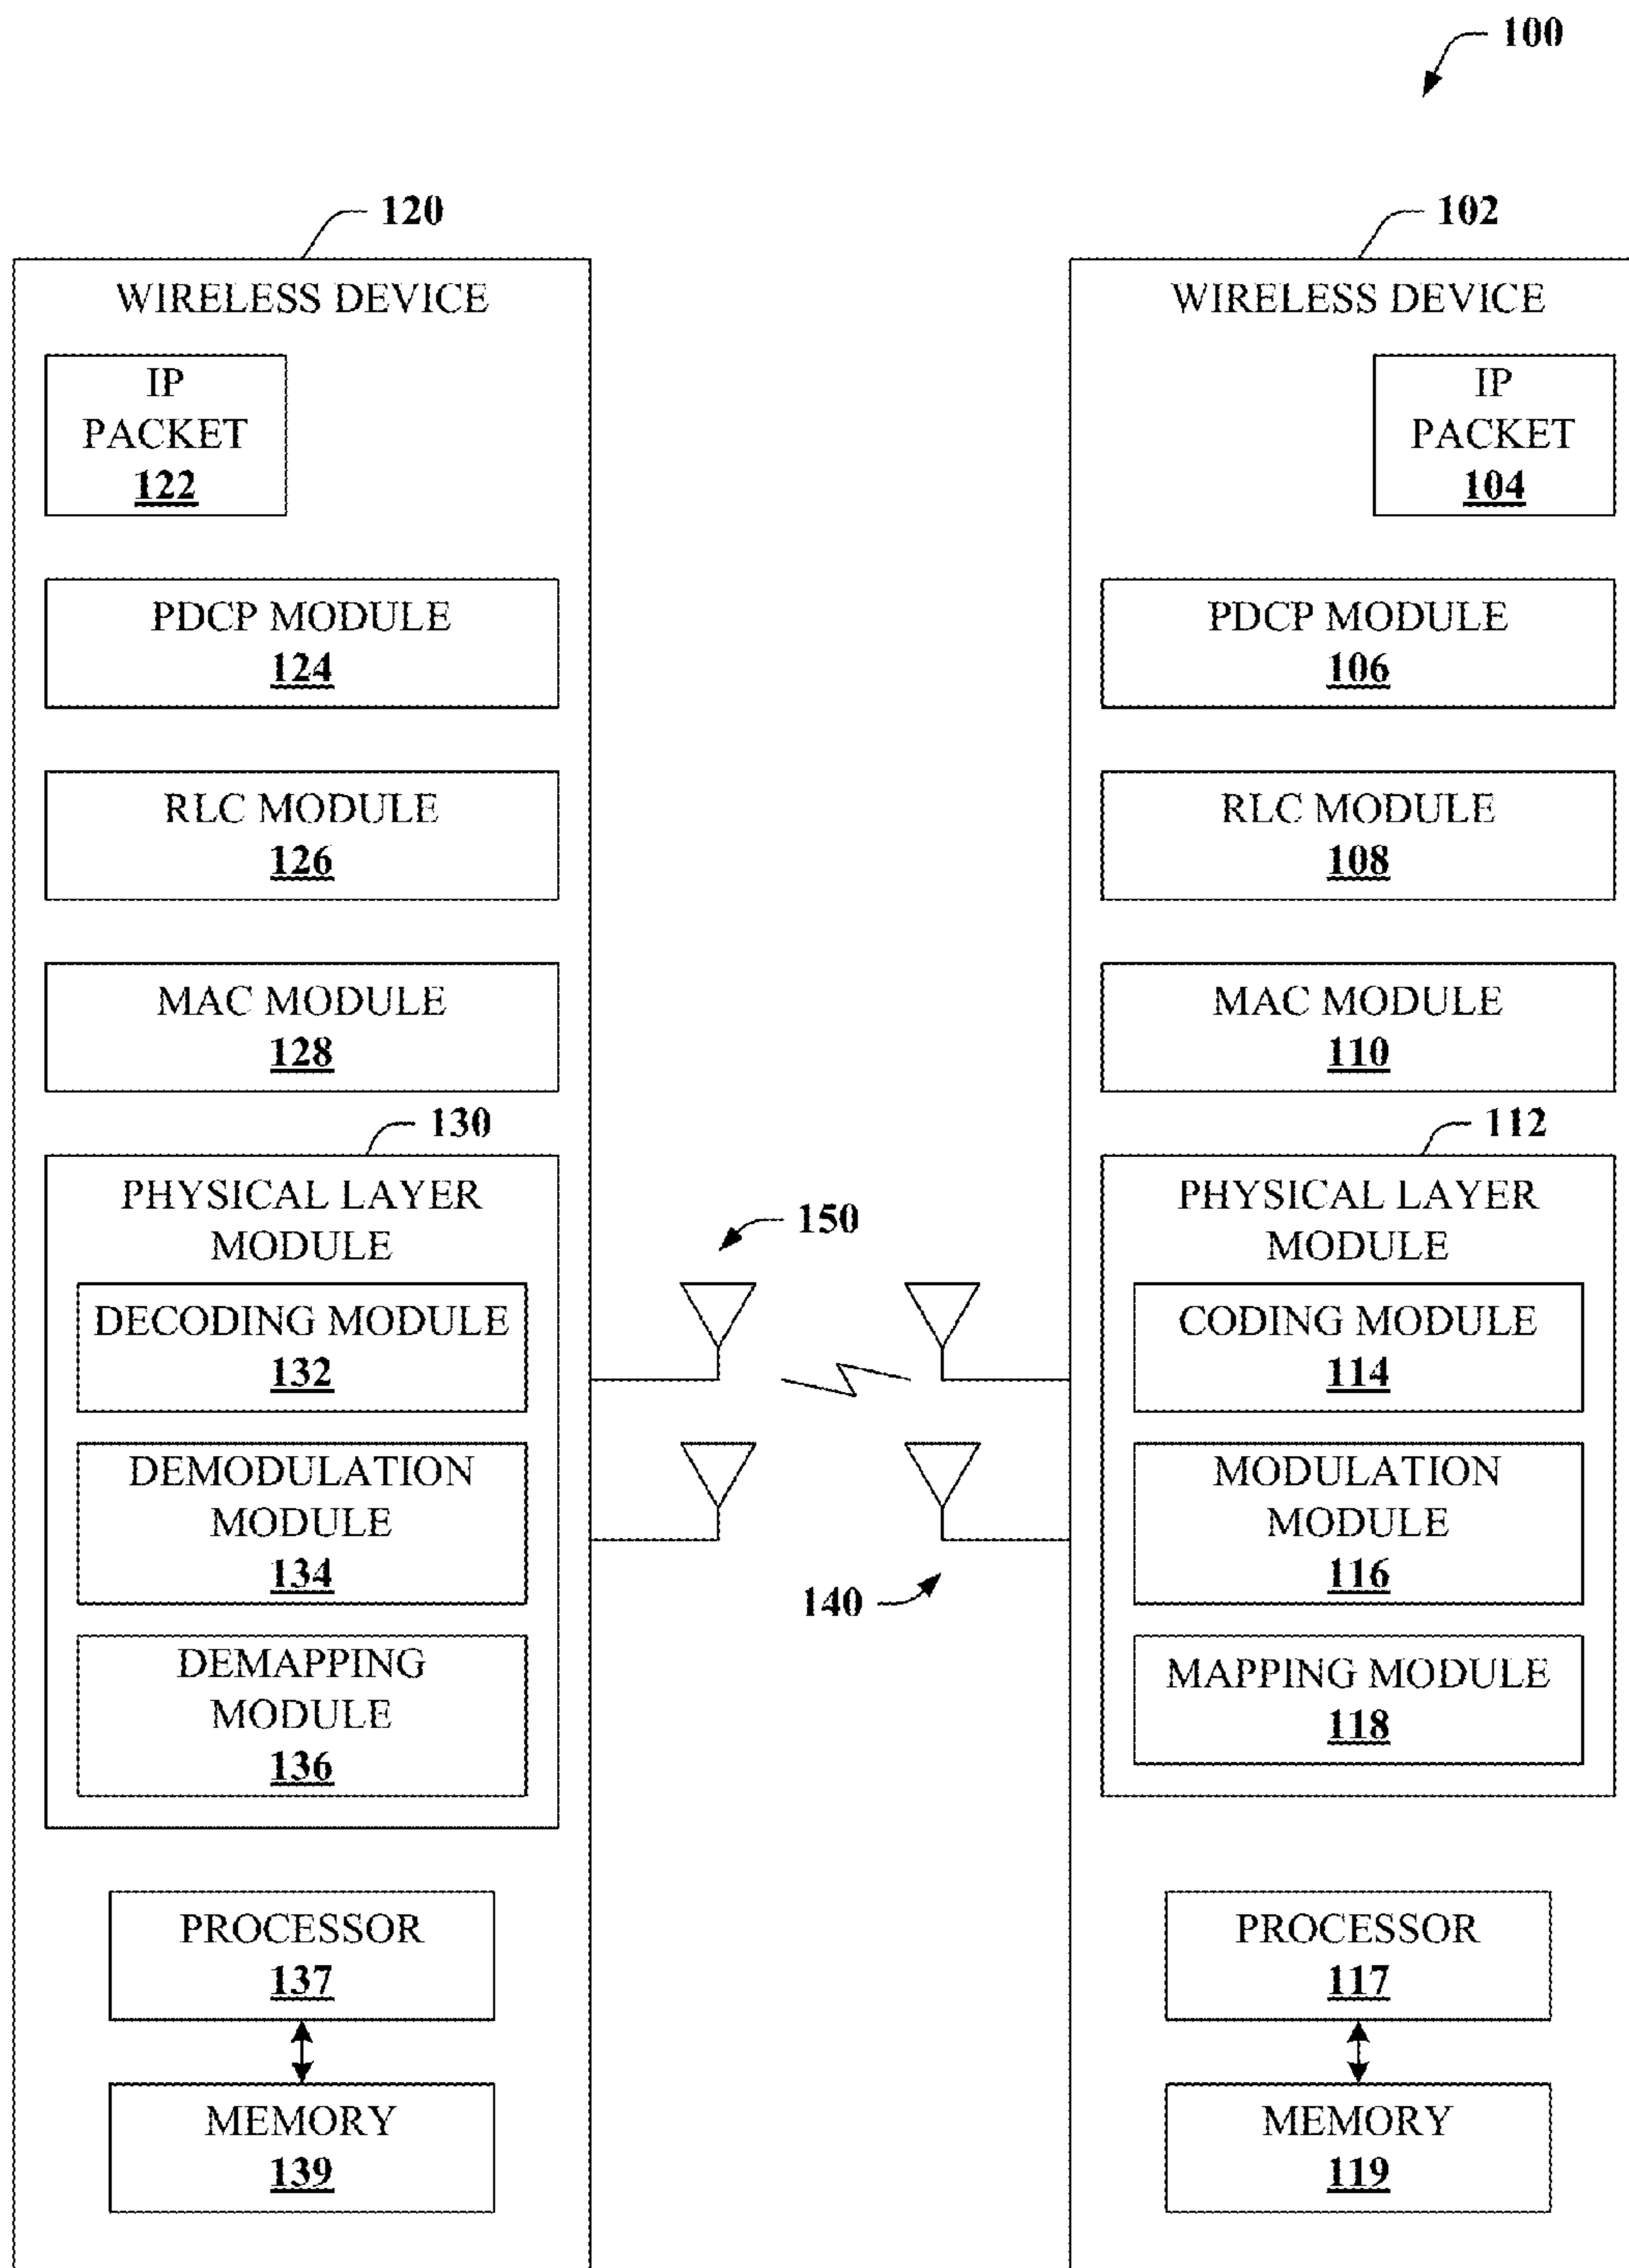 100
120
WIRELESS DEVICE
IP
PACKET
122
PDCP MODULE
124
RLC MODULE
126
MAC MODULE
128
130
PHYSICAL LAYER
MODULE
DECODING MODULE
132
DEMODULATION
MODULE
134
DEMAPPING
MODULE
136
PROCESSOR
137
MEMORY
139
150
140
102
WIRELESS DEVICE
IP
PACKET
104
PDCP MODULE
106
RLC MODULE
108
MAC MODULE
110
112
PHYSICAL LAYER
MODULE
CODING MODULE
114
MODULATION
MODULE
116
MAPPING MODULE
118
PROCESSOR
117
MEMORY
119